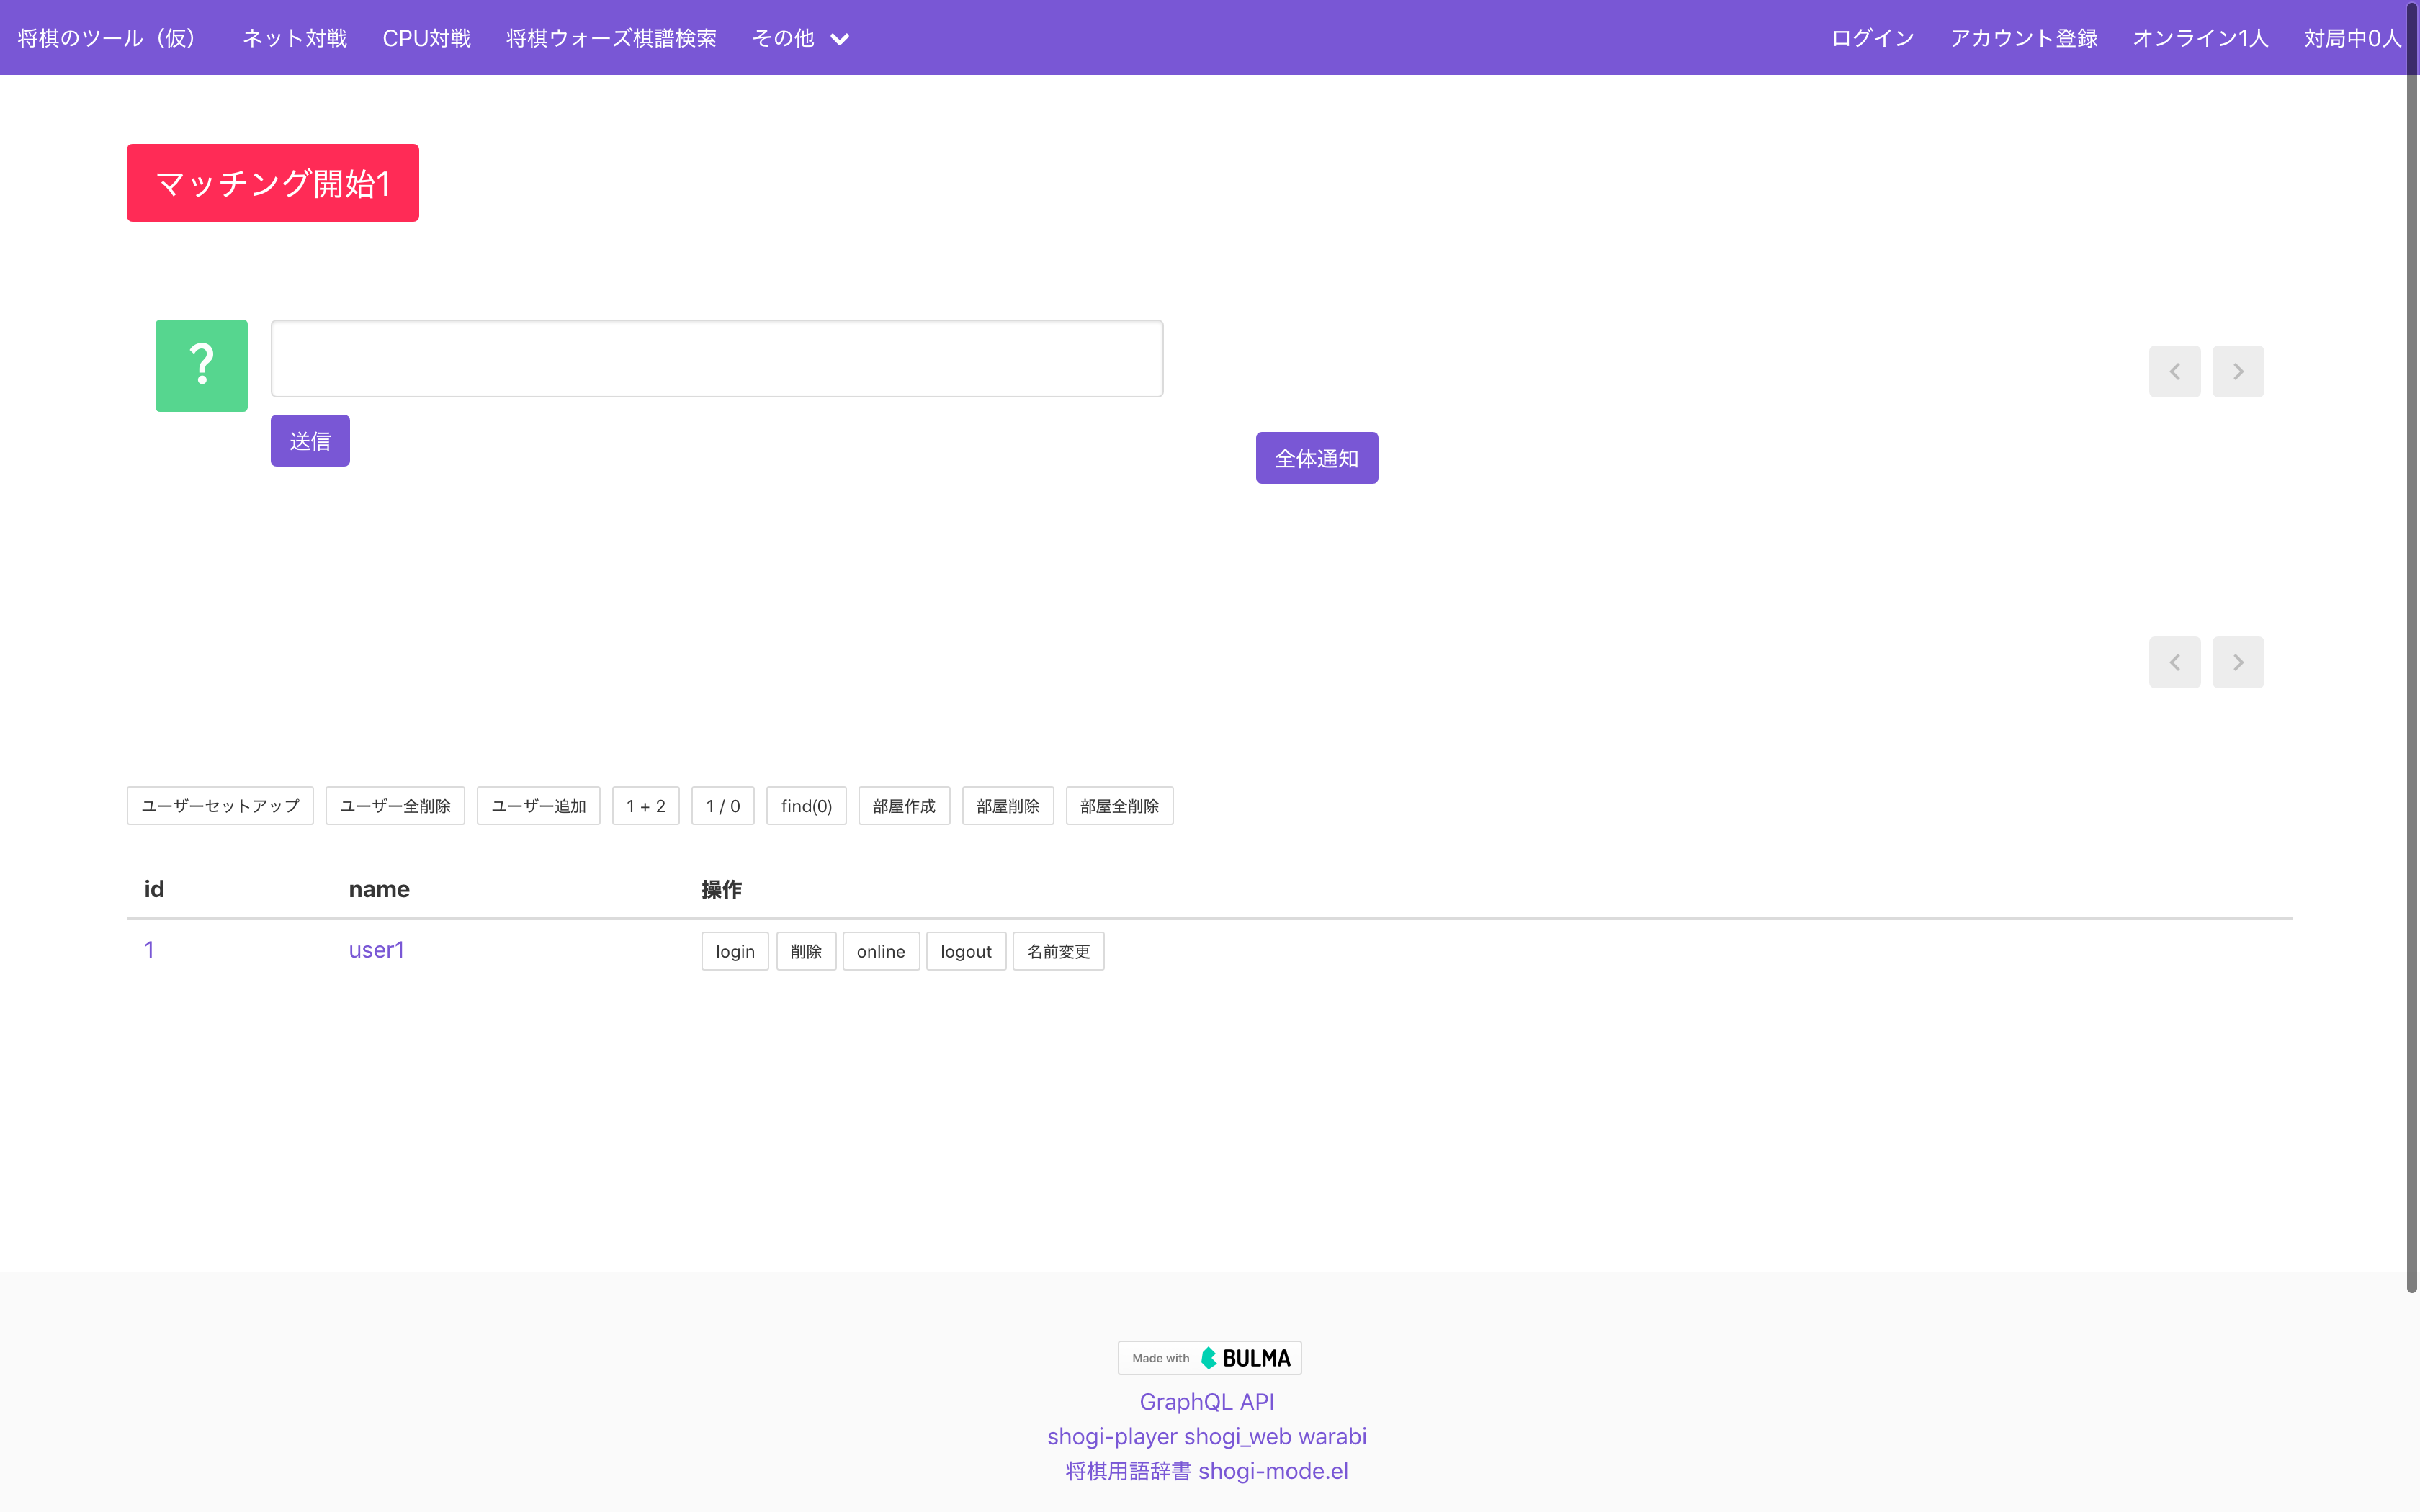 将棋のツール（仮） ネット対戦 CPU対戦 将棋ウォーズ棋譜検索 その他 ログイン アカウント登録 オンライン1人 対局中0人
マッチング開始1
?
送信
全体通知
ユーザーセットアップ ユーザー全削除 ユーザー追加 1 + 2 1 / 0 find(0) 部屋作成 部屋削除 部屋全削除
id name 操作
1 user1 login 削除 online logout 名前変更
Made with BULMA
GraphQL API
shogi-player shogi_web warabi
将棋用語辞書 shogi-mode.el